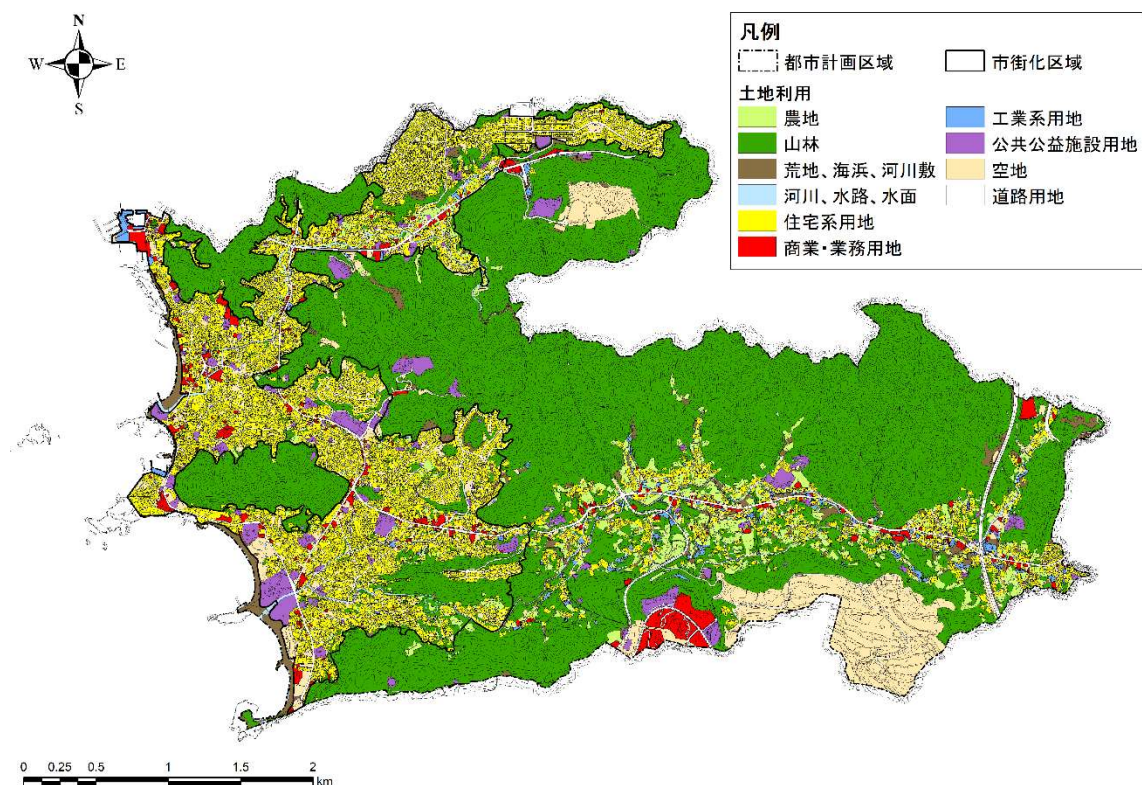 N
W E
S
凡例
都市計画区域 市街化区域
土地利用
農地 工業系用地
山林 公共公益施設用地
荒地、海浜、河川敷 空地
河川、水路、水面 道路用地
住宅系用地
商業・業務用地
0 0.25 0.5 1 1.5 2
km